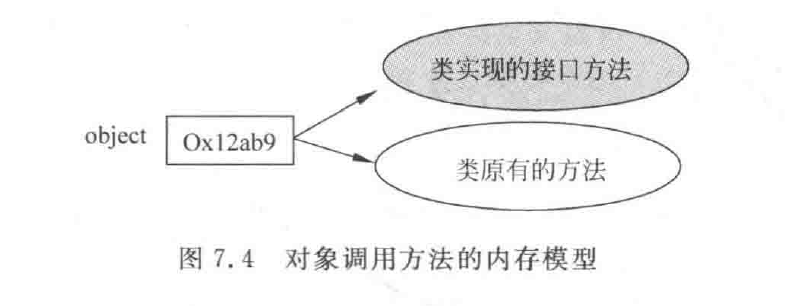 类实现的接口方法
object
Ox12ab9
类原有的方法
图 7.4 对象调用方法的内存模型